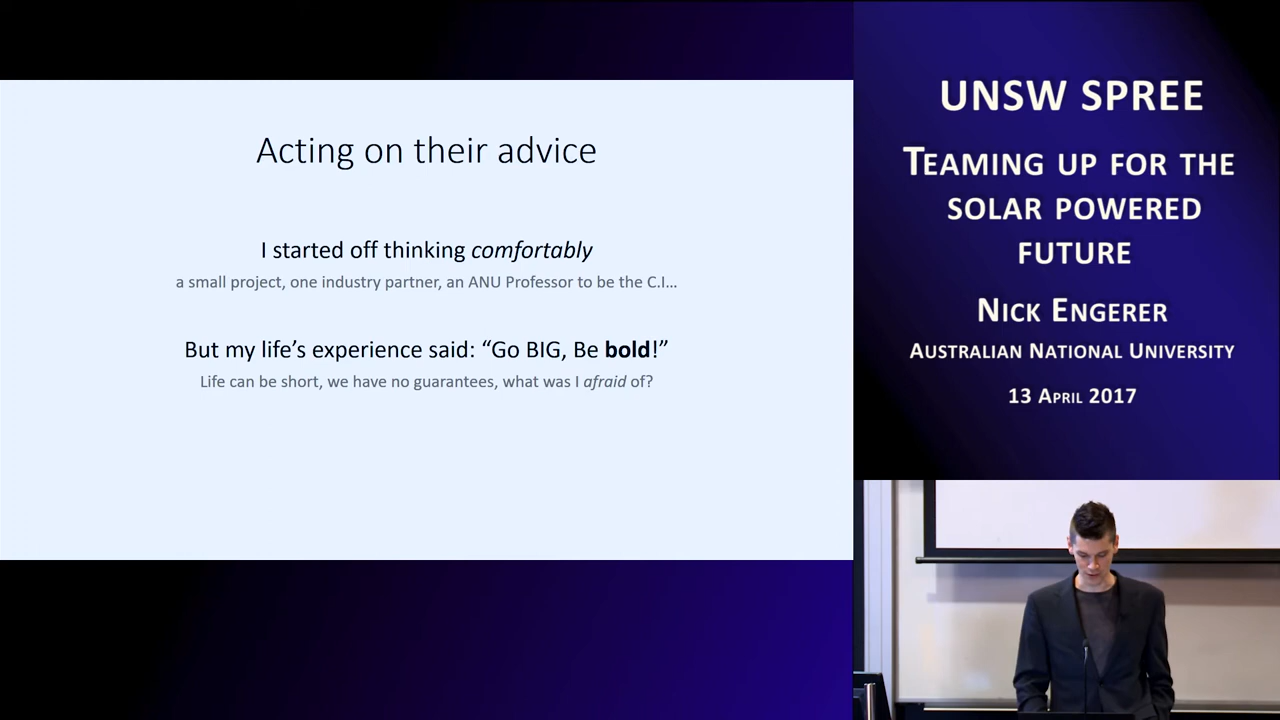 Acting on their advice
I started off thinking comfortably
a small project, one industry partner, an ANU Professor to be the C.I...
But my life's experience said: “Go BIG, Be bold!”
Life can be short, we have no guarantees, what was I afraid of?
UNSW SPREE
TEAMING UP FOR THE
SOLAR POWERED
FUTURE
NICK ENGERER
AUSTRALIAN NATIONAL UNIVERSITY
13 APRIL 2017